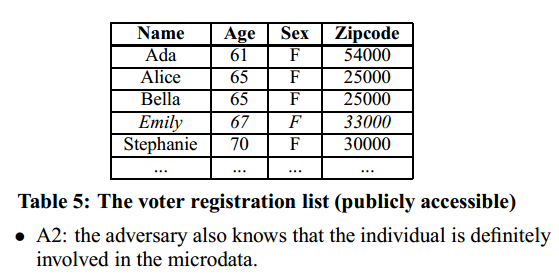 Name Age Sex Zipcode
Ada 61 F 54000
Alice 65 F 25000
Bella 65 F 25000
Emily 67 F 33000
Stephanie 70 F 30000
... ... ... ...
Table 5: The voter registration list (publicly accessible)
• A2: the adversary also knows that the individual is definitely
involved in the microdata.